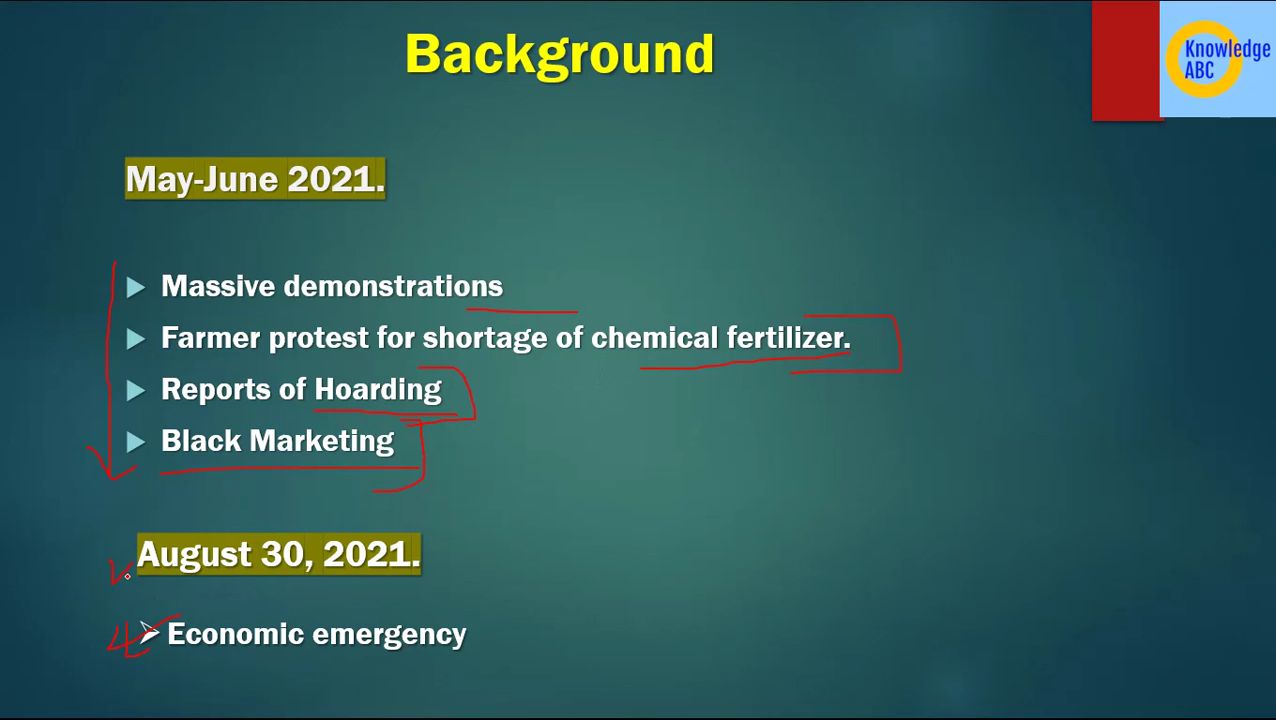 Background
Knowledge
ABC
May-June 2021.
Massive demonstrations
Farmer protest for shortage of chemical fertilizer.
Reports of Hoarding
Black Marketing
August 30, 2021.
Economic emergency